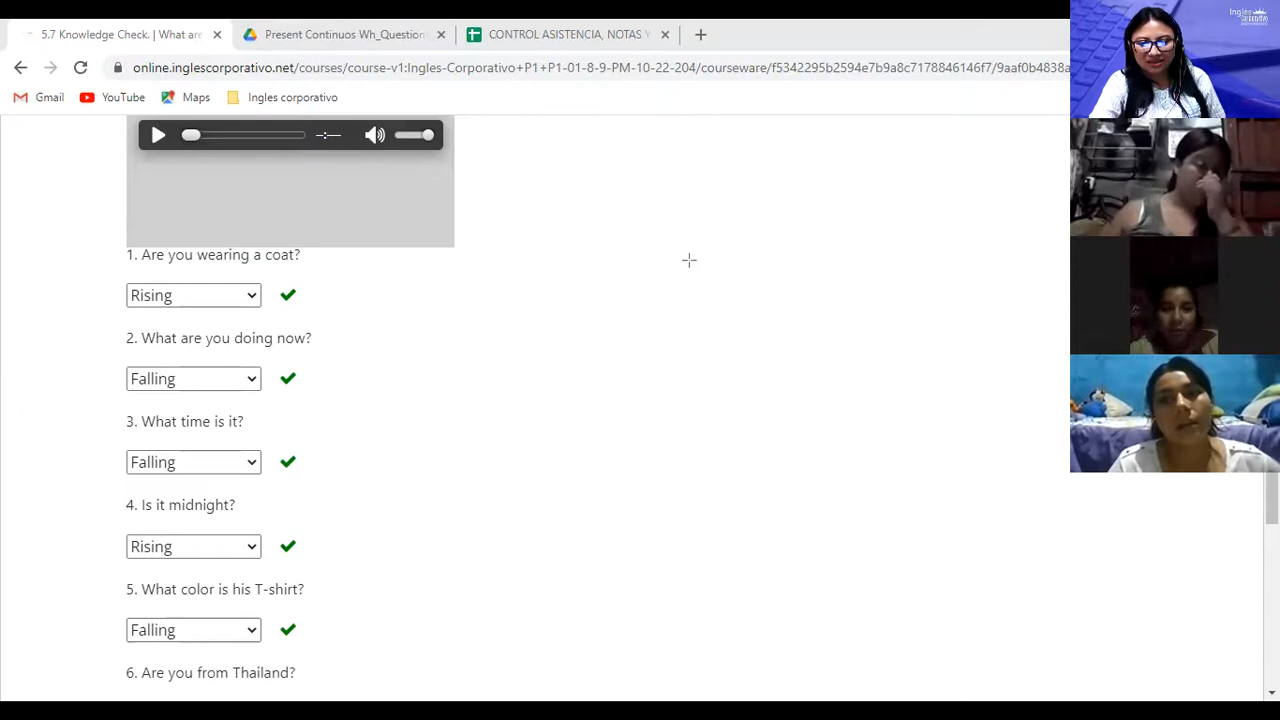 5.7 Knowledge Check. | What are
Present Continuos Wh_Question
CONTROL ASISTENCIA, NOTAS Y
online.inglescorporativo.net/courses/course-v1:Ingles-Corporativo+P1+P1-01-8-9-PM-10-22-204/courseware/f5342295b2594e7b9a8c7178846146f7/9aaf0b4838a
Gmail
YouTube
Maps
Ingles corporativo
Ingles
1. Are you wearing a coat?
Rising
2. What are you doing now?
Falling
3. What time is it?
Falling
4. Is it midnight?
Rising
5. What color is his T-shirt?
Falling
6. Are you from Thailand?